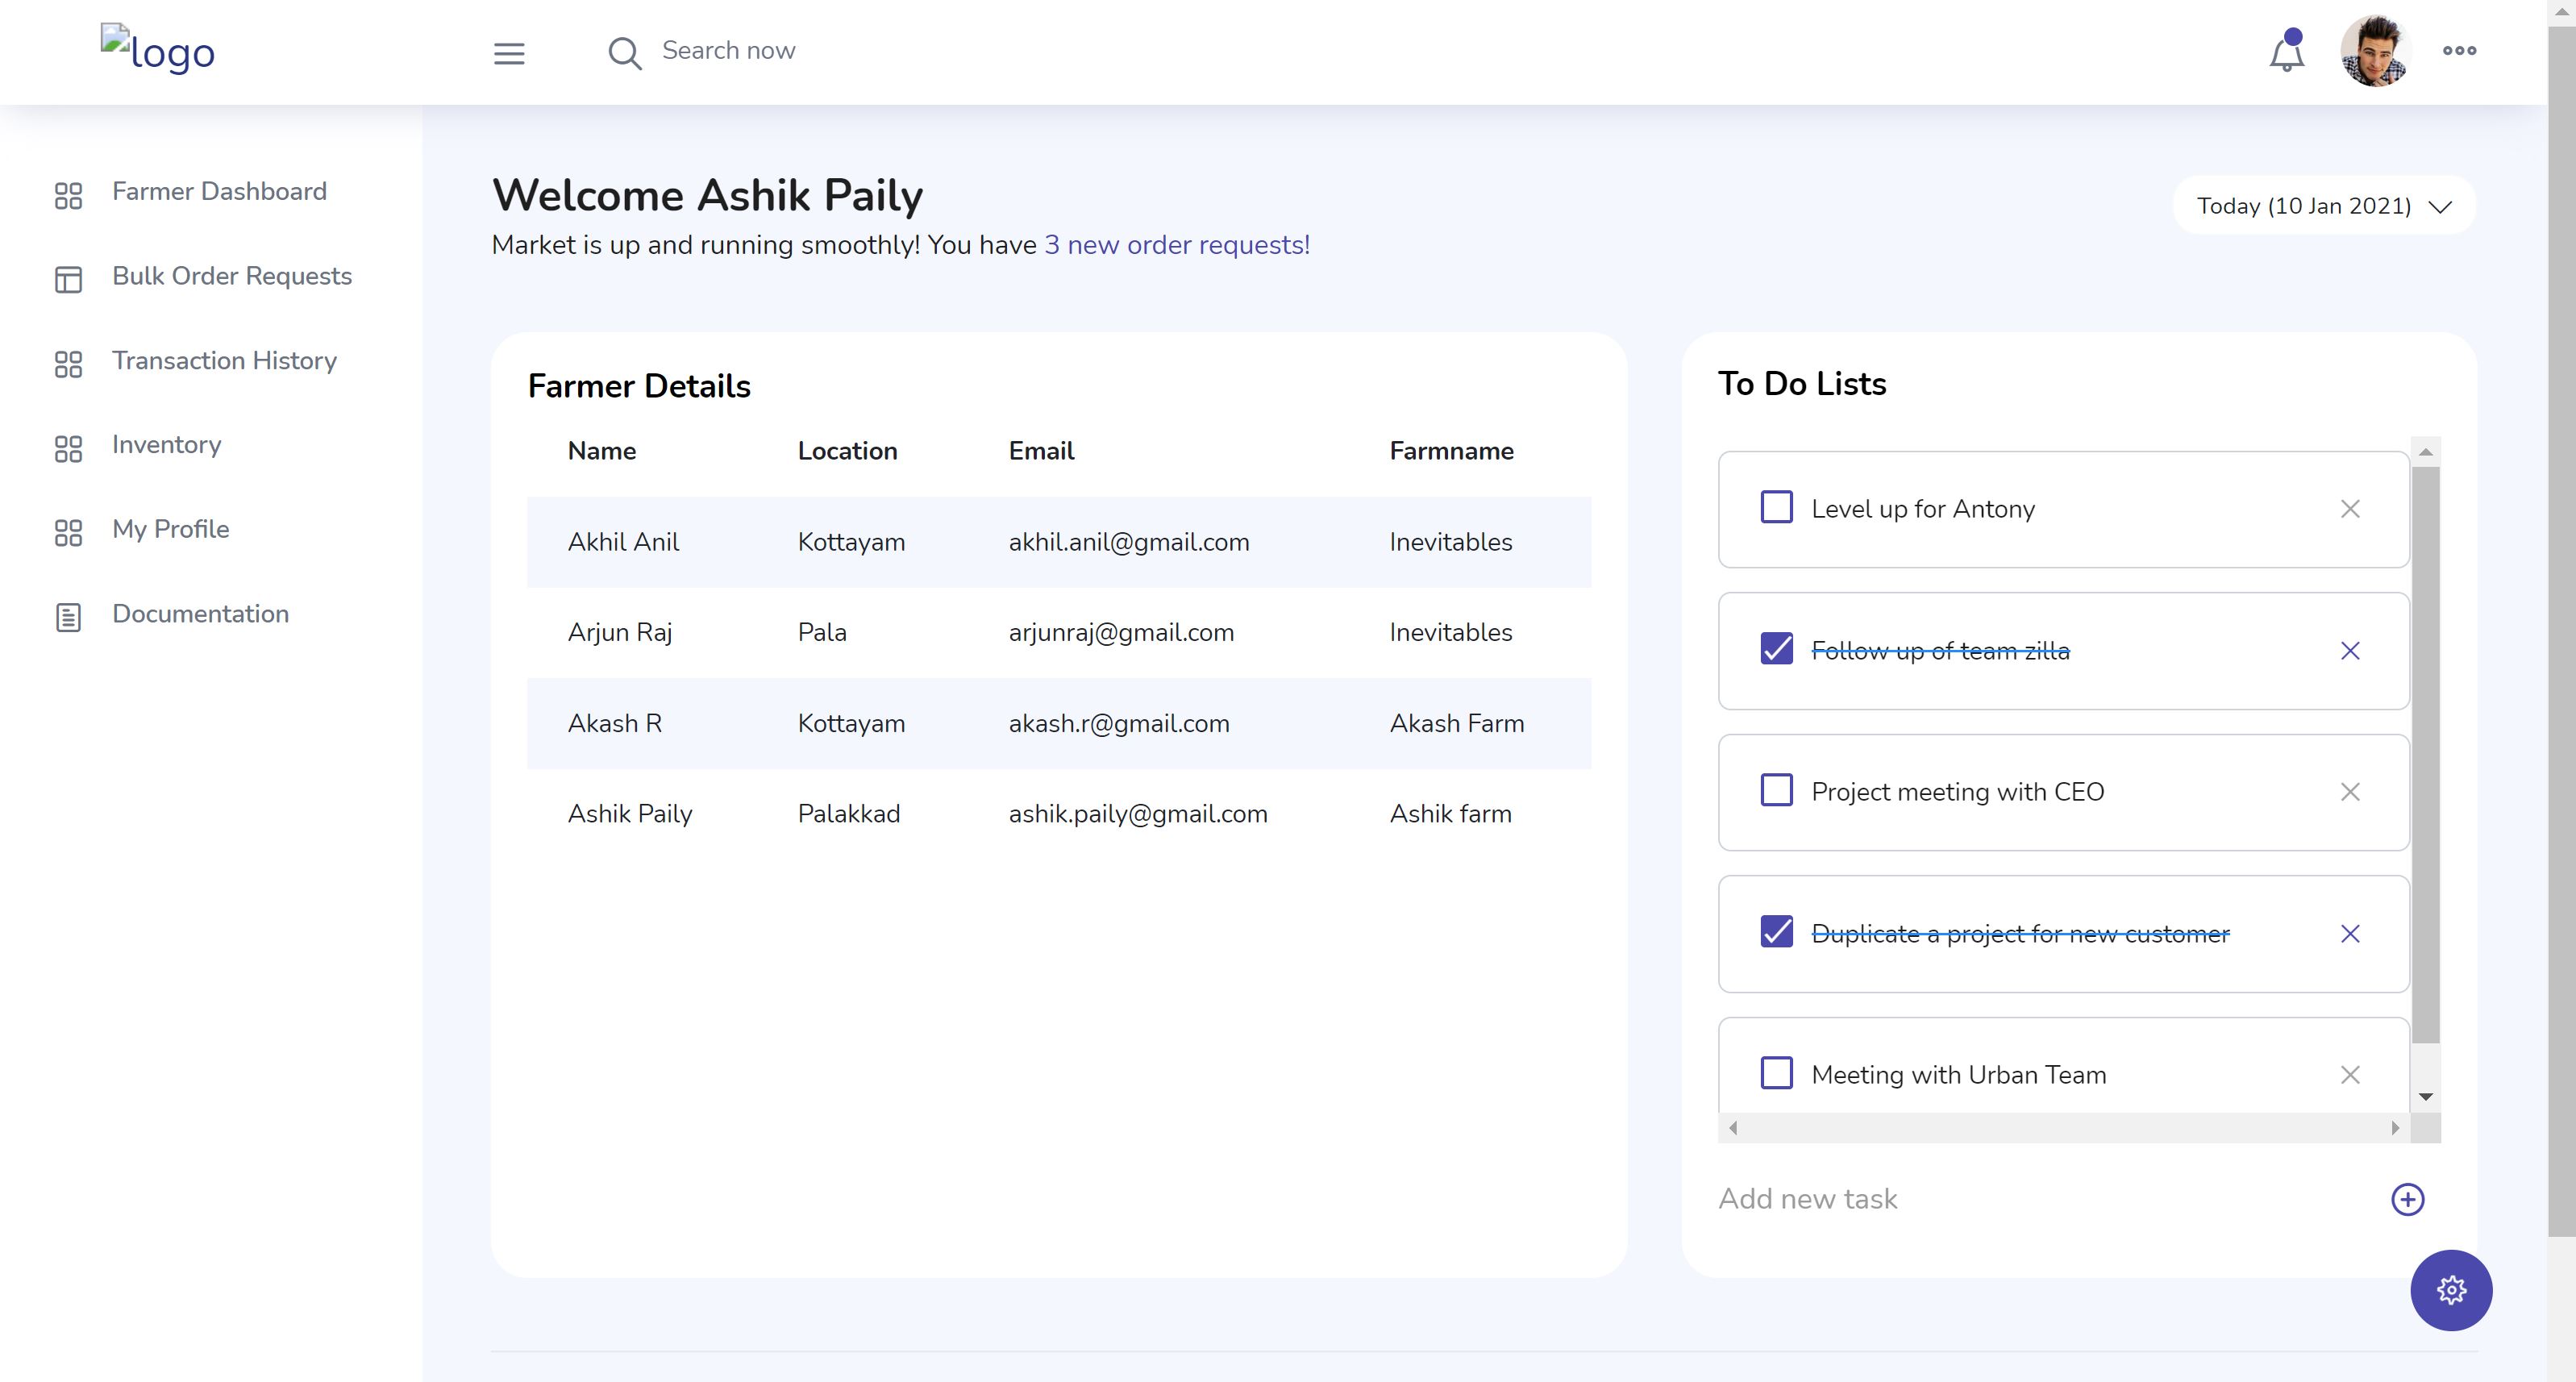 logo
Search now
Farmer Dashboard
Bulk Order Requests
Transaction History
Inventory
My Profile
Documentation
Welcome Ashik Paily
Market is up and running smoothly! You have 3 new order requests!
Today (10 Jan 2021)
Farmer Details
Name Location Email Farmname
Akhil Anil Kottayam akhil.anil@gmail.com Inevitables
Arjun Raj Pala arjunraj@gmail.com Inevitables
Akash R Kottayam akash.r@gmail.com Akash Farm
Ashik Paily Palakkad ashik.paily@gmail.com Ashik farm
To Do Lists
Level up for Antony
Follow up of team zilla
Project meeting with CEO
Duplicate a project for new customer
Meeting with Urban Team
Add new task